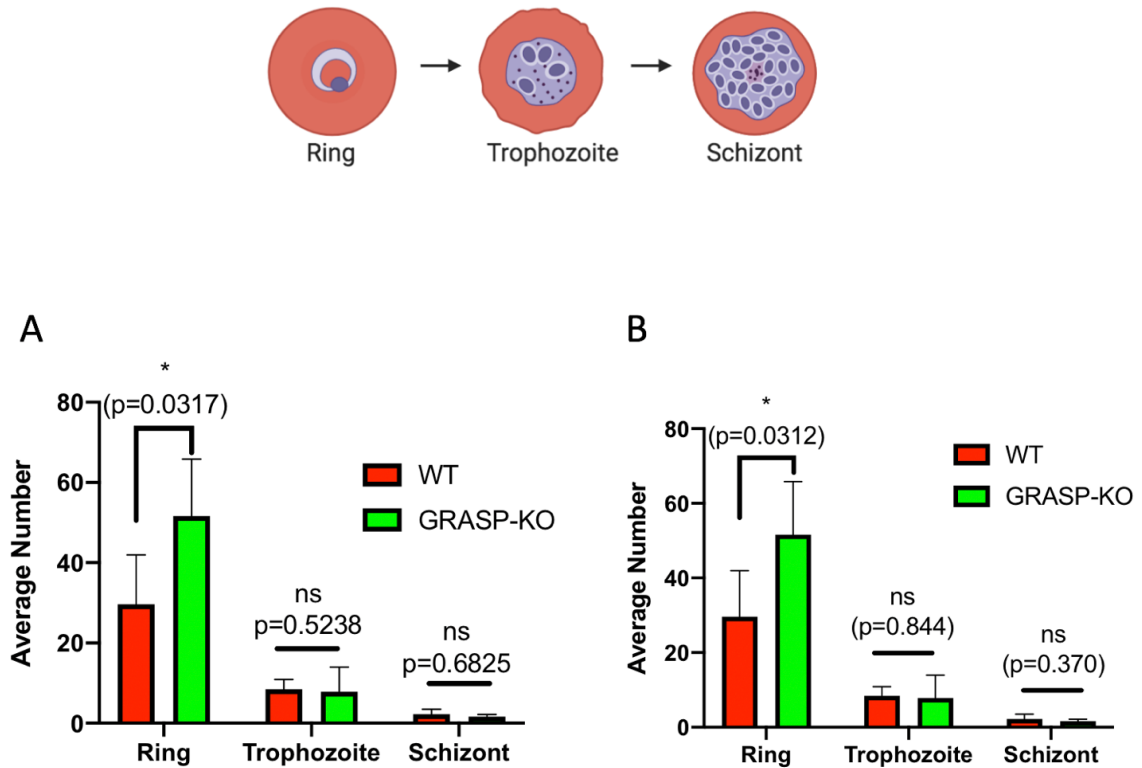 Ring
Trophozoite
Schizont
A
*
(p=0.0317)
80
60
40
20
0
Average Number
WT
GRASP-KO
ns
p=0.5238
ns
p=0.6825
Ring
Trophozoite
Schizont
B
*
(p=0.0312)
80
60
40
20
0
Average Number
WT
GRASP-KO
ns
(p=0.844)
ns
(p=0.370)
Ring
Trophozoite
Schizont